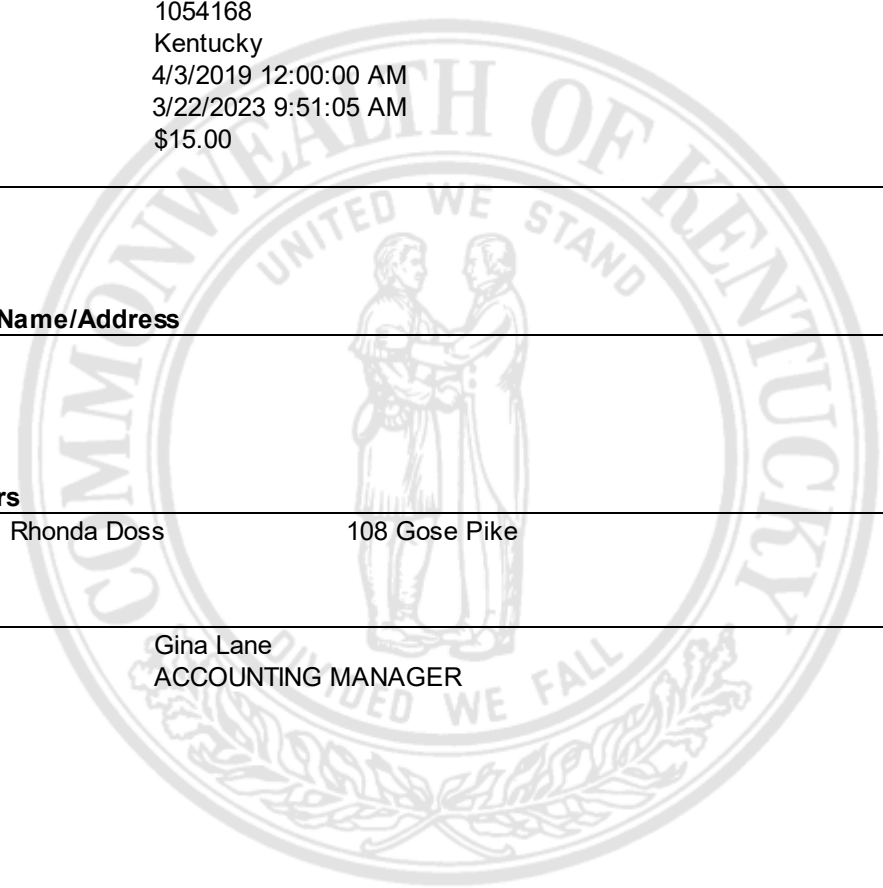 1054168
Kentucky
4/3/2019 12:00:00 AM
3/22/2023 9:51:05 AM
$15.00
COMMONWEALTH OF KENTUCKY
UNITED WE STAND
Name/Address
rs
Rhonda Doss 108 Gose Pike
Gina Lane
ACCOUNTING MANAGER
DIVIDED WE FALL